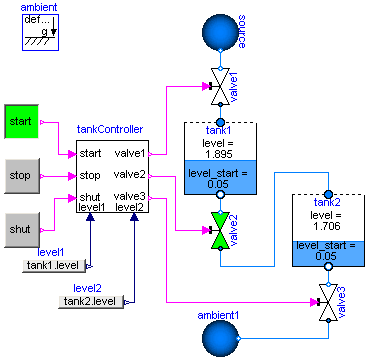 ambient
def...
g
source
valve1
start
tankController
tank1
level =
1.895
level_start =
0.05
start valve1
stop valve2
shut valve3
level1 level2
stop
shut
valve2
tank2
level =
1.706
level_start =
0.05
level1
tank1.level
level2
tank2.level
valve3
ambient1